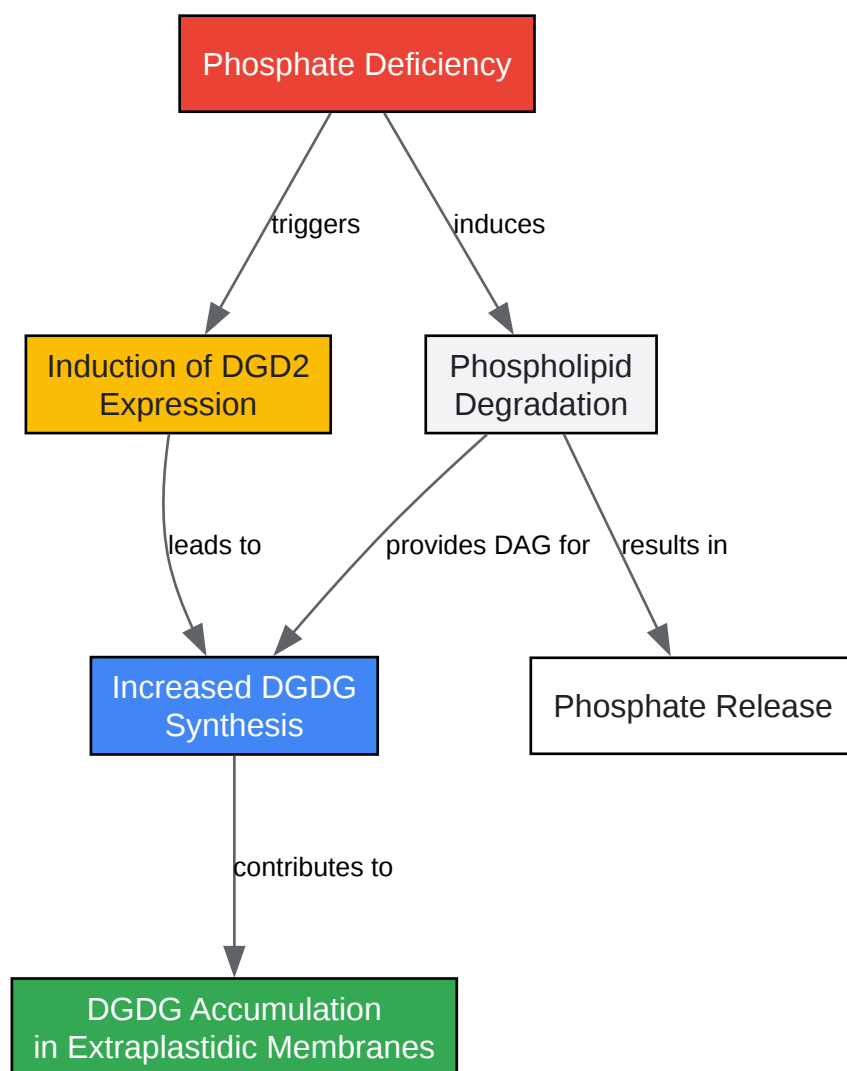 Phosphate Deficiency
triggers
induces
Induction of DGD2
Expression
Phospholipid
Degradation
leads to
provides DAG for
results in
Increased DGDG
Synthesis
Phosphate Release
contributes to
DGDG Accumulation
in Extraplastidic Membranes